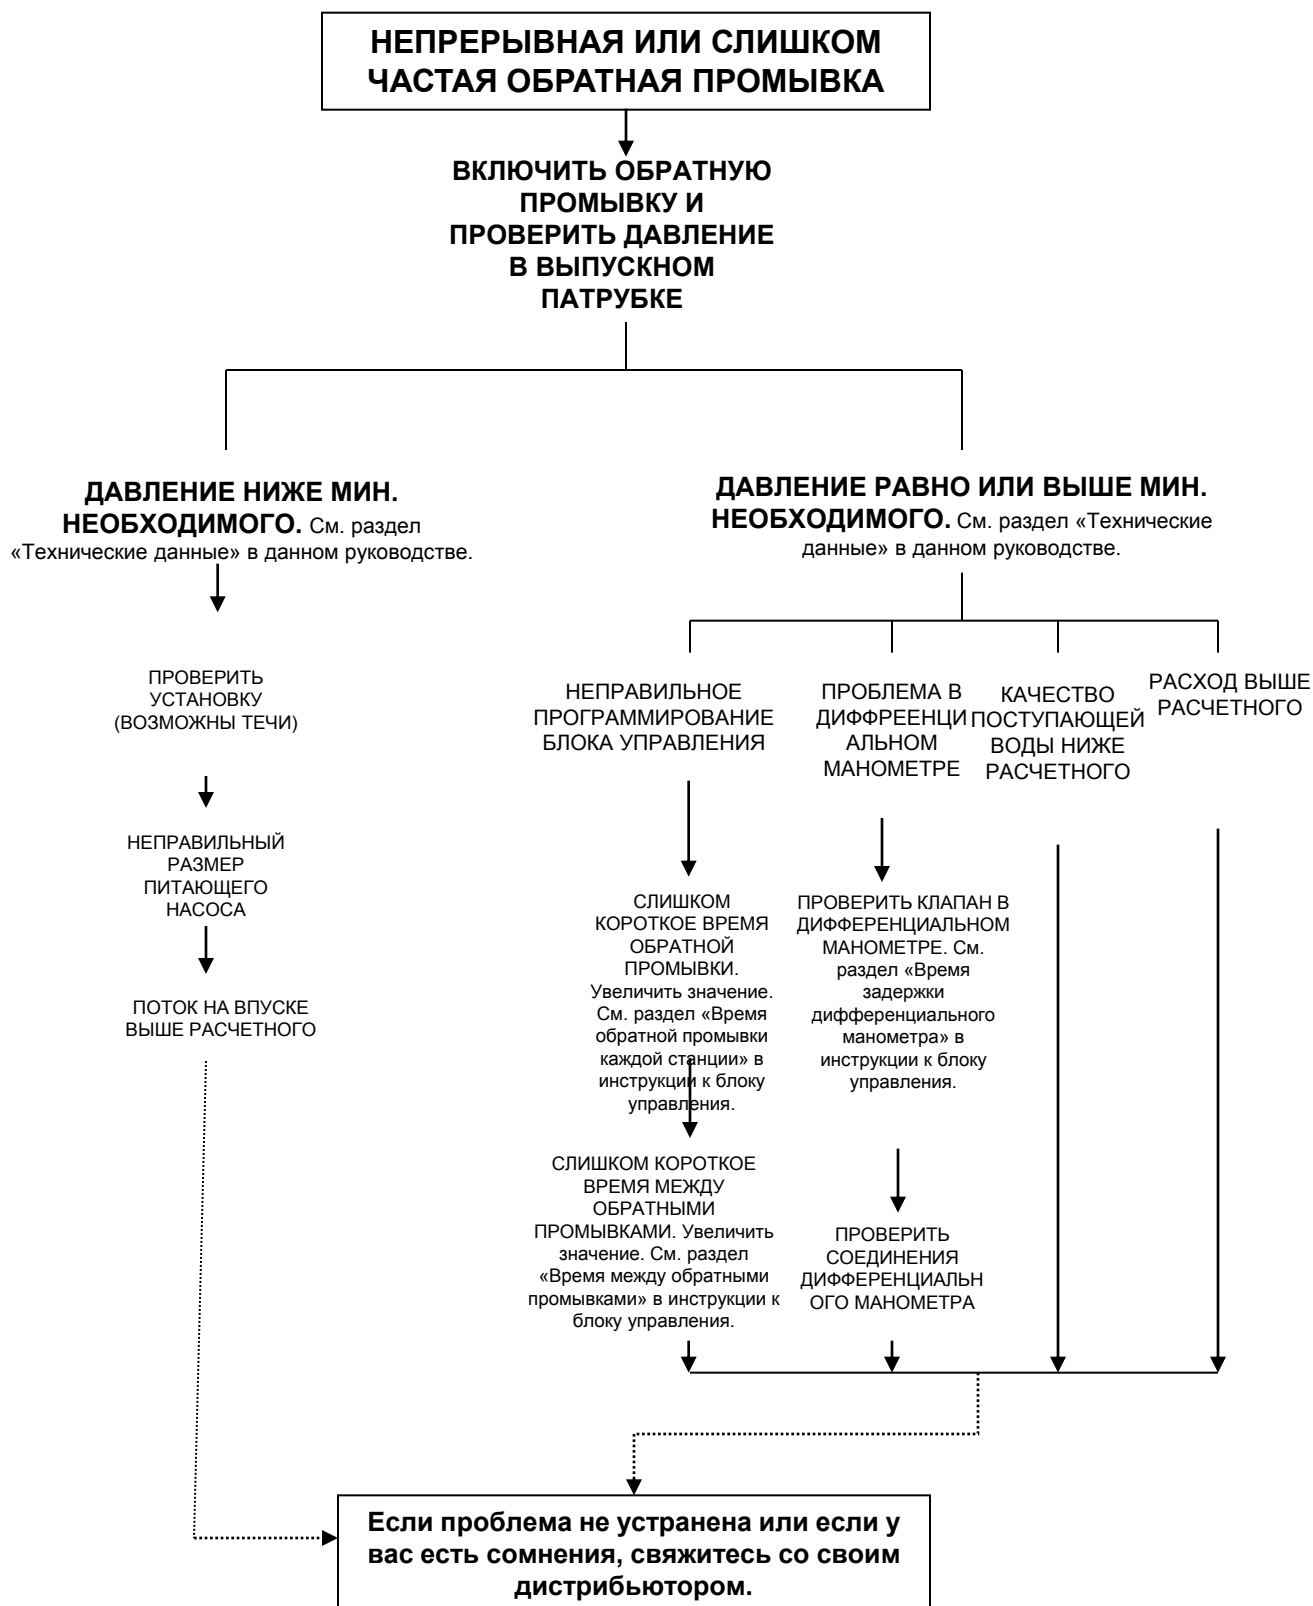 НЕПРЕРЫВНАЯ ИЛИ СЛИШКОМ
ЧАСТАЯ ОБРАТНАЯ ПРОМЫВКА
ВКЛЮЧИТЬ ОБРАТНУЮ
ПРОМЫВКУ И
ПРОВЕРИТЬ ДАВЛЕНИЕ
В ВЫПУСКНОМ
ПАТРУБКЕ
ДАВЛЕНИЕ НИЖЕ МИН.
НЕОБХОДИМОГО. См. раздел
«Технические данные» в данном руководстве.
ПРОВЕРИТЬ
УСТАНОВКУ
(ВОЗМОЖНЫ ТЕЧИ)
НЕПРАВИЛЬНЫЙ
РАЗМЕР
ПИТАЮЩЕГО
НАСОСА
ПОТОК НА ВПУСКЕ
ВЫШЕ РАСЧЕТНОГО
ДАВЛЕНИЕ РАВНО ИЛИ ВЫШЕ МИН.
НЕОБХОДИМОГО. См. раздел «Технические
данные» в данном руководстве.
НЕПРАВИЛЬНОЕ
ПРОГРАММИРОВАНИЕ
БЛОКА УПРАВЛЕНИЯ
СЛИШКОМ
КОРОТКОЕ ВРЕМЯ
ОБРАТНОЙ
ПРОМЫВКИ.
Увеличить значение.
См. раздел «Время
обратной промывки
каждой станции» в
инструкции к блоку
управления.
СЛИШКОМ КОРОТКОЕ
ВРЕМЯ МЕЖДУ
ОБРАТНЫМИ
ПРОМЫВКАМИ. Увеличить
значение. См. раздел
«Время между обратными
промывками» в инструкции к
блоку управления.
ПРОБЛЕМА В
ДИФФРЕЕНЦИ
АЛЬНОМ
МАНОМЕТРЕ
ПРОВЕРИТЬ КЛАПАН В
ДИФФЕРЕНЦИАЛЬНОМ
МАНОМЕТРЕ. См.
раздел «Время
задержки
дифференциального
манометра» в
инструкции к блоку
управления.
ПРОВЕРИТЬ
СОЕДИНЕНИЯ
ДИФФЕРЕНЦИАЛЬН
ОГО МАНОМЕТРА
КАЧЕСТВО
ПОСТУПАЮЩЕЙ
ВОДЫ НИЖЕ
РАСЧЕТНОГО
РАСХОД ВЫШЕ
РАСЧЕТНОГО
Если проблема не устранена или если у
вас есть сомнения, свяжитесь со своим
дистрибьютором.